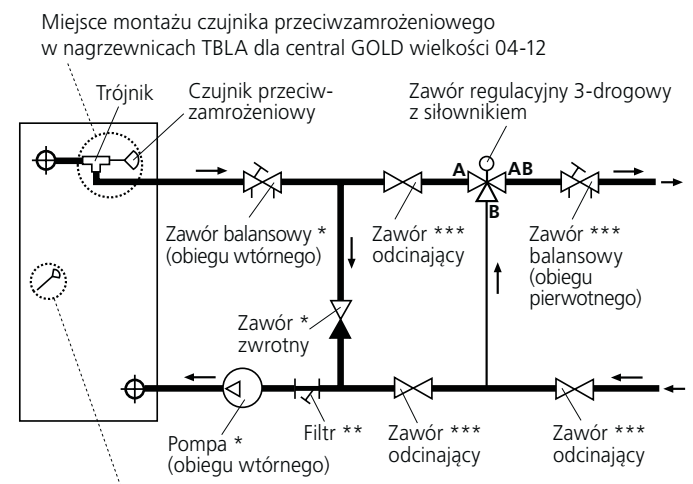 Miejsce montażu czujnika przeciwzamrożeniowego
w nagrzewnicach TBLA dla central GOLD wielkości 04-12
Trójnik
Czujnik przeciw-
zamrożeniowy
Zawór regulacyjny 3-drogowy
z siłownikiem
A
AB
B
Zawór balansowy *
(obiegu wtórnego)
Zawór ***
odcinający
Zawór ***
balansowy
(obiegu
pierwotnego)
Zawór *
zwrotny
Pompa *
(obiegu wtórnego)
Filtr **
Zawór ***
odcinający
Zawór ***
odcinający